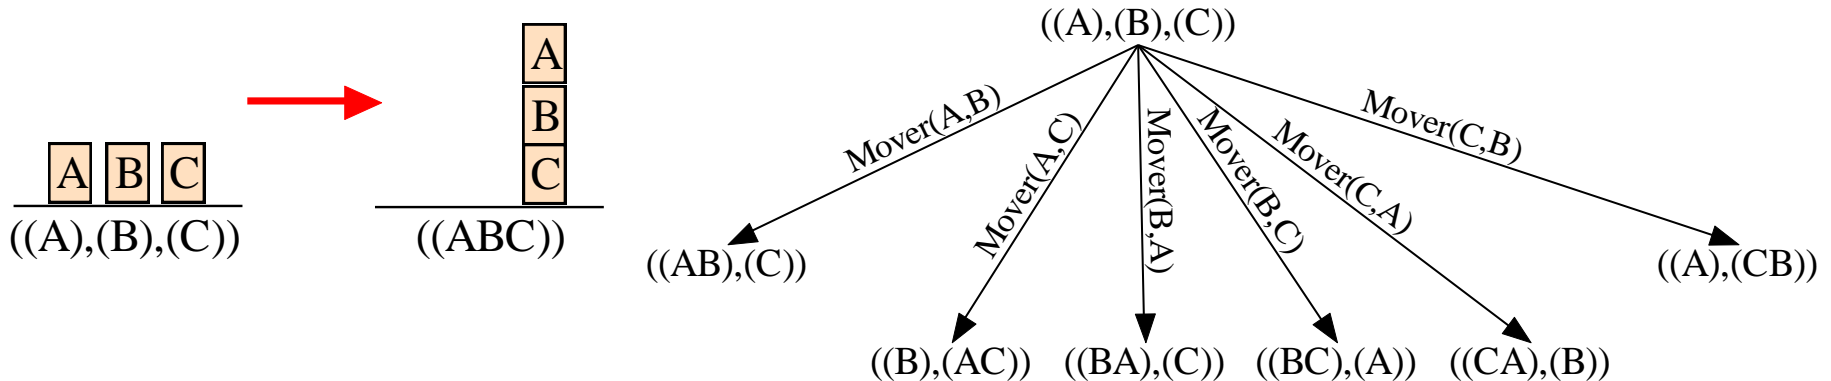 A
B
C
A B C
((A),(B),(C))
((ABC))
((A),(B),(C))
Mover(A,B)
Mover(A,C)
Mover(B,A)
Mover(B,C)
Mover(C,A)
Mover(C,B)
((AB),(C))
((B),(AC))
((BA),(C))
((BC),(A))
((CA),(B))
((A),(CB))